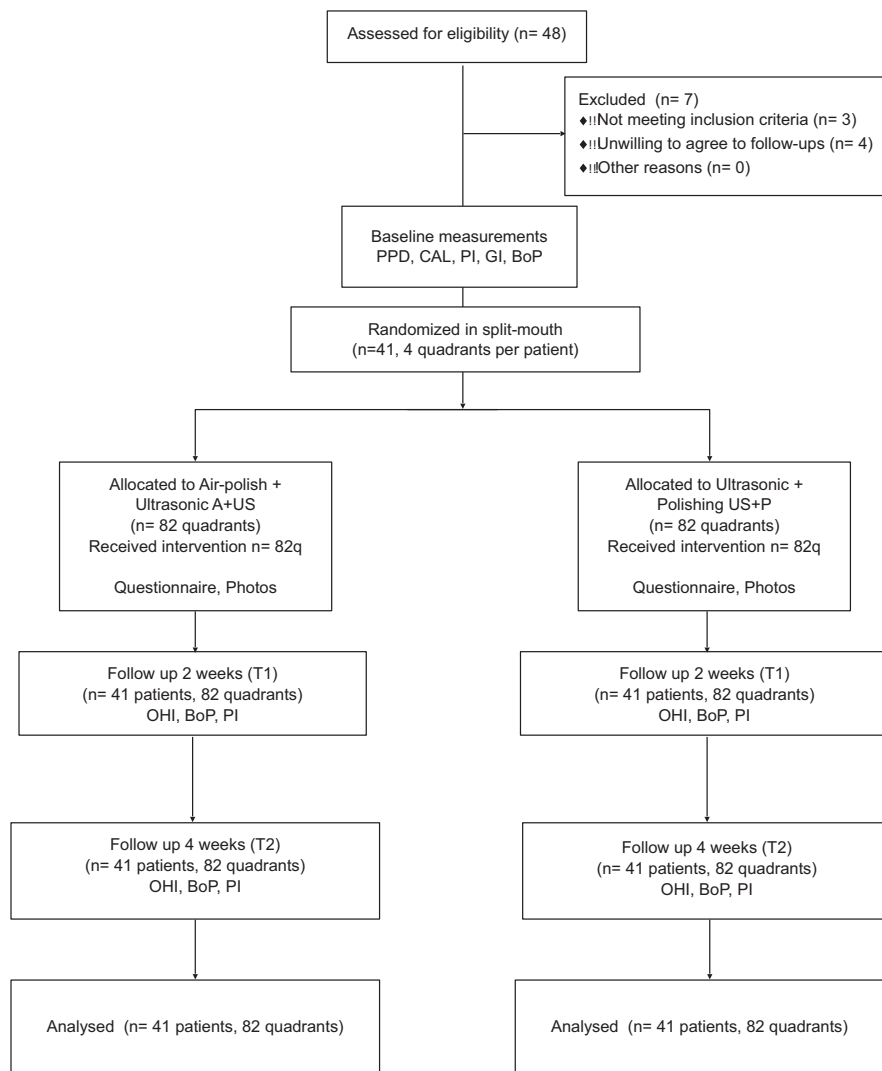 Assessed for eligibility (n= 48)
Excluded (n= 7)
♦!!Not meeting inclusion criteria (n= 3)
♦!!Unwilling to agree to follow-ups (n= 4)
♦!!Other reasons (n= 0)
Baseline measurements
PPD, CAL, PI, GI, BoP
Randomized in split-mouth
(n=41, 4 quadrants per patient)
Allocated to Air-polish +
Ultrasonic A+US
(n= 82 quadrants)
Received intervention n= 82q
Questionnaire, Photos
Allocated to Ultrasonic +
Polishing US+P
(n= 82 quadrants)
Received intervention n= 82q
Questionnaire, Photos
Follow up 2 weeks (T1)
(n= 41 patients, 82 quadrants)
OHI, BoP, PI
Follow up 2 weeks (T1)
(n= 41 patients, 82 quadrants)
OHI, BoP, PI
Follow up 4 weeks (T2)
(n= 41 patients, 82 quadrants)
OHI, BoP, PI
Follow up 4 weeks (T2)
(n= 41 patients, 82 quadrants)
OHI, BoP, PI
Analysed (n= 41 patients, 82 quadrants)
Analysed (n= 41 patients, 82 quadrants)